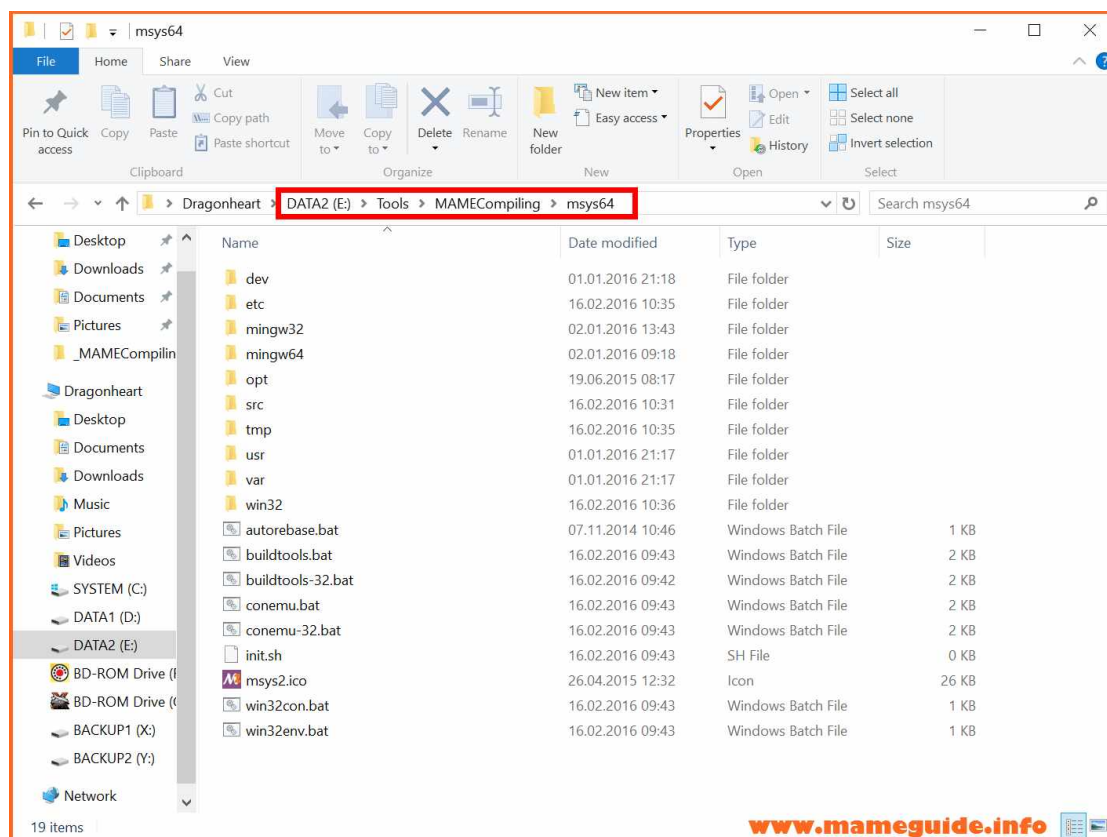 msys64
File Home Share View
Pin to Quick access
Copy
Paste
Cut
Copy path
Paste shortcut
Clipboard
Move to
Copy to
Delete
Rename
Organize
New folder
New item
Easy access
New
Properties
Open
Edit
History
Open
Select all
Select none
Invert selection
Select
Dragonheart DATA2 (E:) Tools MAMECompiling msys64
Search msys64
Desktop
Downloads
Documents
Pictures
_MAMECompilin
Dragonheart
Desktop
Documents
Downloads
Music
Pictures
Videos
SYSTEM (C:)
DATA1 (D:)
DATA2 (E:)
BD-ROM Drive (
BD-ROM Drive (
BACKUP1 (X:)
BACKUP2 (Y:)
Network
Name Date modified Type Size
dev 01.01.2016 21:18 File folder
etc 16.02.2016 10:35 File folder
mingw32 02.01.2016 13:43 File folder
mingw64 02.01.2016 09:18 File folder
opt 19.06.2015 08:17 File folder
src 16.02.2016 10:31 File folder
tmp 16.02.2016 10:35 File folder
usr 01.01.2016 21:17 File folder
var 01.01.2016 21:17 File folder
win32 16.02.2016 10:36 File folder
autorebase.bat 07.11.2014 10:46 Windows Batch File 1 KB
buildtools.bat 16.02.2016 09:43 Windows Batch File 2 KB
buildtools-32.bat 16.02.2016 09:42 Windows Batch File 2 KB
conemu.bat 16.02.2016 09:43 Windows Batch File 2 KB
conemu-32.bat 16.02.2016 09:43 Windows Batch File 2 KB
init.sh 16.02.2016 09:43 SH File 0 KB
msys2.ico 26.04.2015 12:32 Icon 26 KB
win32con.bat 16.02.2016 09:43 Windows Batch File 1 KB
win32env.bat 16.02.2016 09:43 Windows Batch File 1 KB
19 items
www.mameguide.info